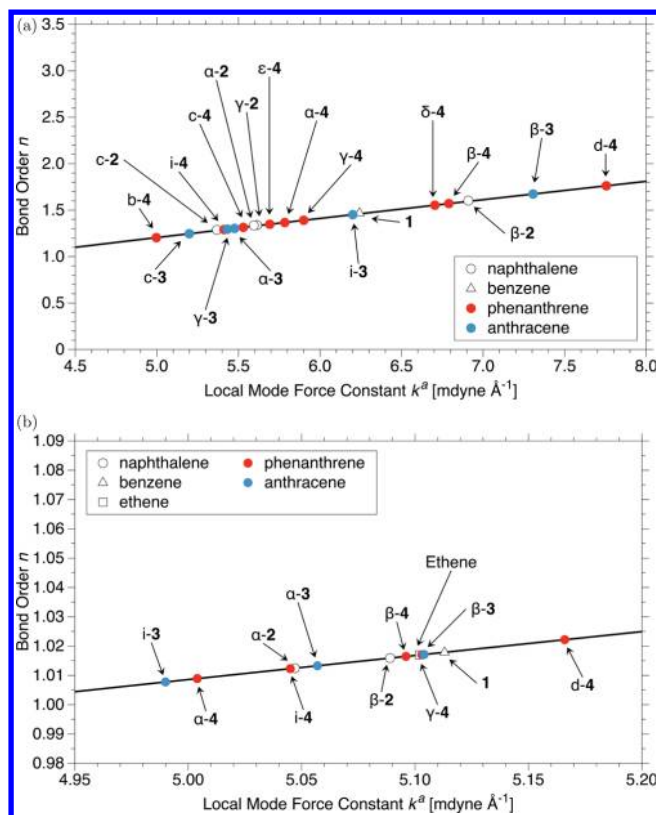 (a)
3.5
3.0
2.5
2.0
1.5
1.0
0.5
0
Bond Order n
ε-4
α-2
γ-2
c-4
α-4
δ-4
β-3
c-2
i-4
γ-4
β-4
d-4
b-4
c-3
γ-3
α-3
i-3
1
β-2
naphthalene
benzene
phenanthrene
anthracene
4.5 5.0 5.5 6.0 6.5 7.0 7.5 8.0
Local Mode Force Constant kᵃ [mdyne Å⁻¹]
(b)
1.09
1.08
1.07
1.06
1.05
1.04
1.03
1.02
1.01
1.00
0.99
0.98
Bond Order n
naphthalene phenanthrene
benzene anthracene
ethene
Ethene
α-3
β-4
β-3
i-3
α-2
α-4
i-4
β-2
γ-4
1
d-4
4.95 5.00 5.05 5.10 5.15 5.20
Local Mode Force Constant kᵃ [mdyne Å⁻¹]